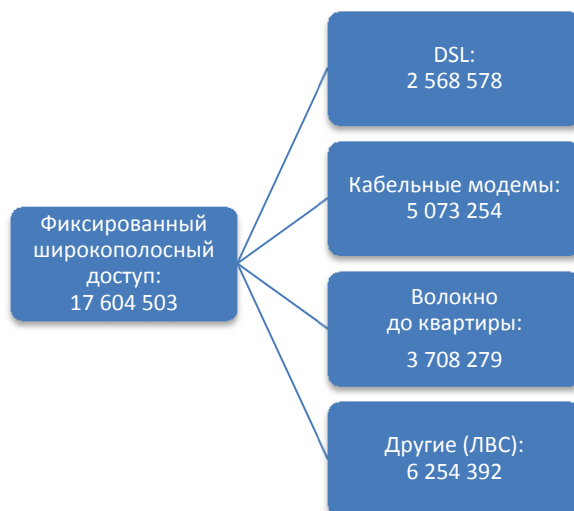 Фиксированный
широкополосный
доступ:
17 604 503
DSL:
2 568 578
Кабельные модемы:
5 073 254
Волокно
до квартиры:
3 708 279
Другие (ЛВС):
6 254 392